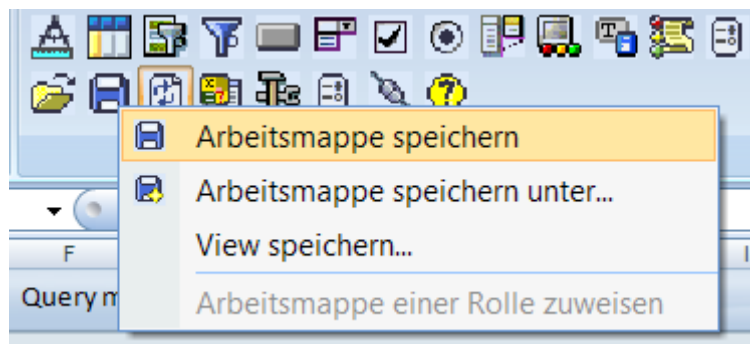 Arbeitsmappe speichern
Arbeitsmappe speichern unter...
View speichern...
F
Query m
Arbeitsmappe einer Rolle zuweisen